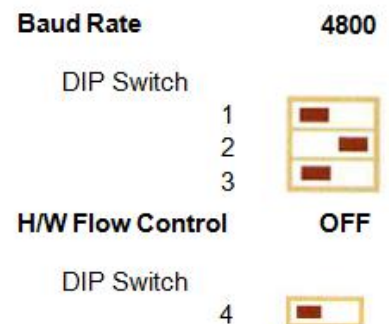 Baud Rate 4800
DIP Switch
1
2
3
H/W Flow Control OFF
DIP Switch
4